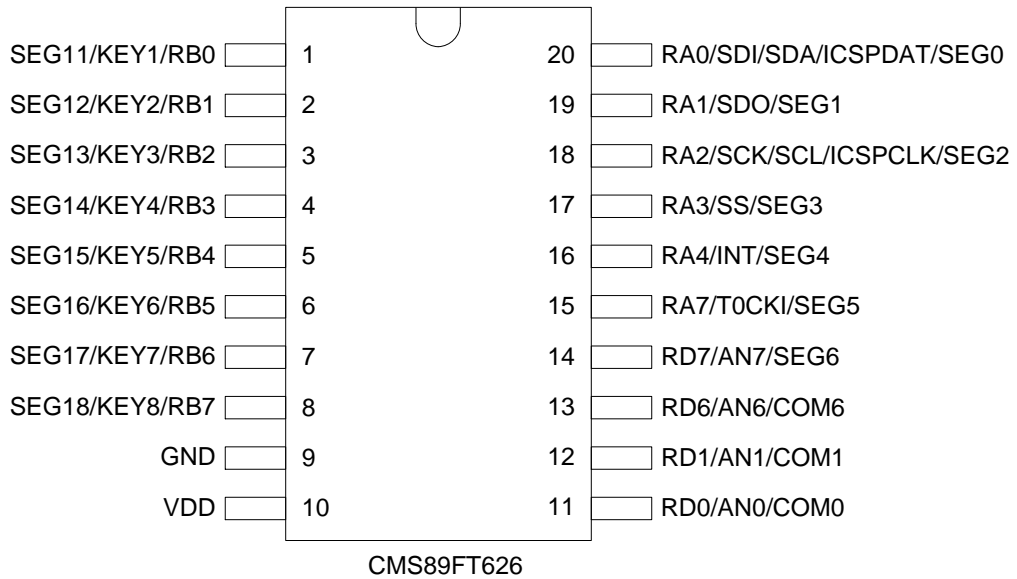 SEG11/KEY1/RB0 1 20 RA0/SDI/SDA/ICSPDAT/SEG0
SEG12/KEY2/RB1 2 19 RA1/SDO/SEG1
SEG13/KEY3/RB2 3 18 RA2/SCK/SCL/ICSPCLK/SEG2
SEG14/KEY4/RB3 4 17 RA3/SS/SEG3
SEG15/KEY5/RB4 5 16 RA4/INT/SEG4
SEG16/KEY6/RB5 6 15 RA7/T0CKI/SEG5
SEG17/KEY7/RB6 7 14 RD7/AN7/SEG6
SEG18/KEY8/RB7 8 13 RD6/AN6/COM6
GND 9 12 RD1/AN1/COM1
VDD 10 11 RD0/AN0/COM0
CMS89FT626